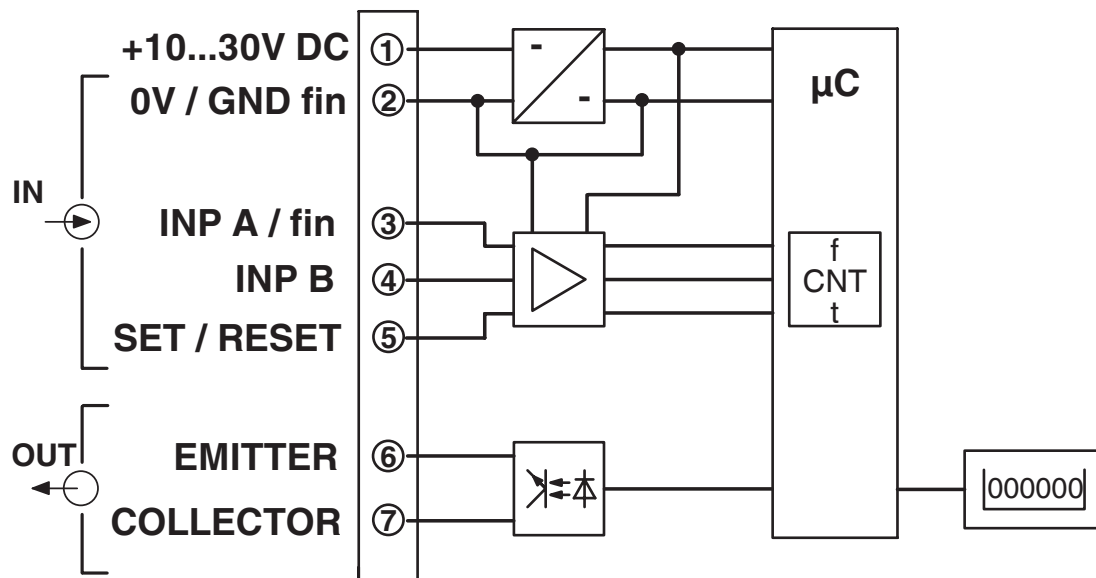 +10...30V DC ①
0V / GND fin ②
µC
IN
INP A / fin ③
INP B ④
SET / RESET ⑤
f
CNT
t
OUT
EMITTER ⑥
COLLECTOR ⑦
000000